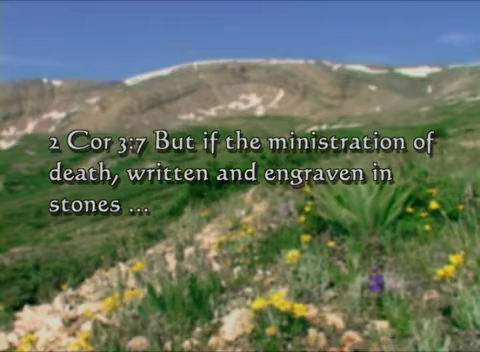 2 Cor 3:7 But if the ministration of
death, written and engraven in
stones ...